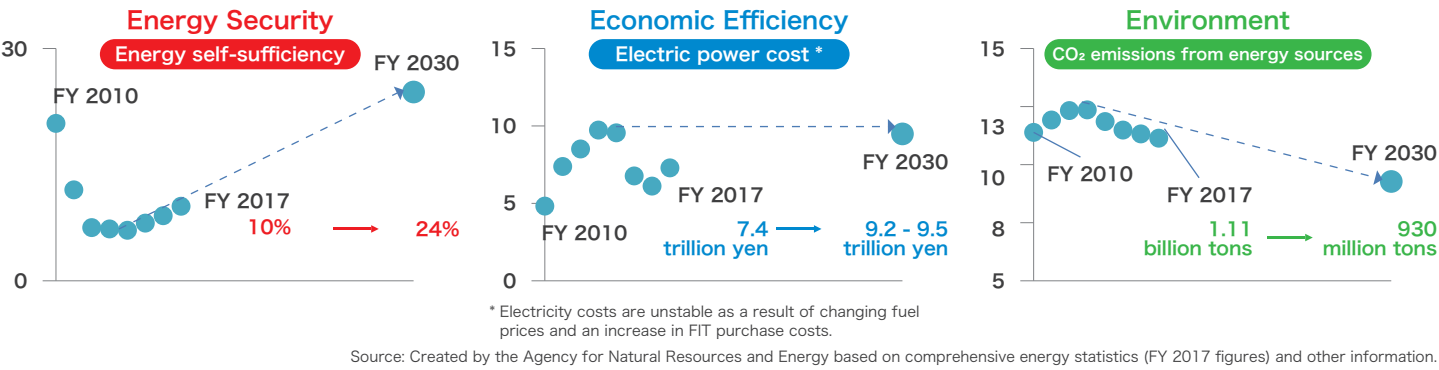 Energy Security
Energy self-sufficiency
30
FY 2010
FY 2030
FY 2017
10%
24%
0
Economic Efficiency
Electric power cost *
15
10
5
0
FY 2010
FY 2017
FY 2030
7.4
trillion yen
9.2 - 9.5
trillion yen
* Electricity costs are unstable as a result of changing fuel
prices and an increase in FIT purchase costs.
Environment
CO₂ emissions from energy sources
15
13
10
8
5
FY 2010
FY 2017
FY 2030
1.11
billion tons
930
million tons
Source: Created by the Agency for Natural Resources and Energy based on comprehensive energy statistics (FY 2017 figures) and other information.